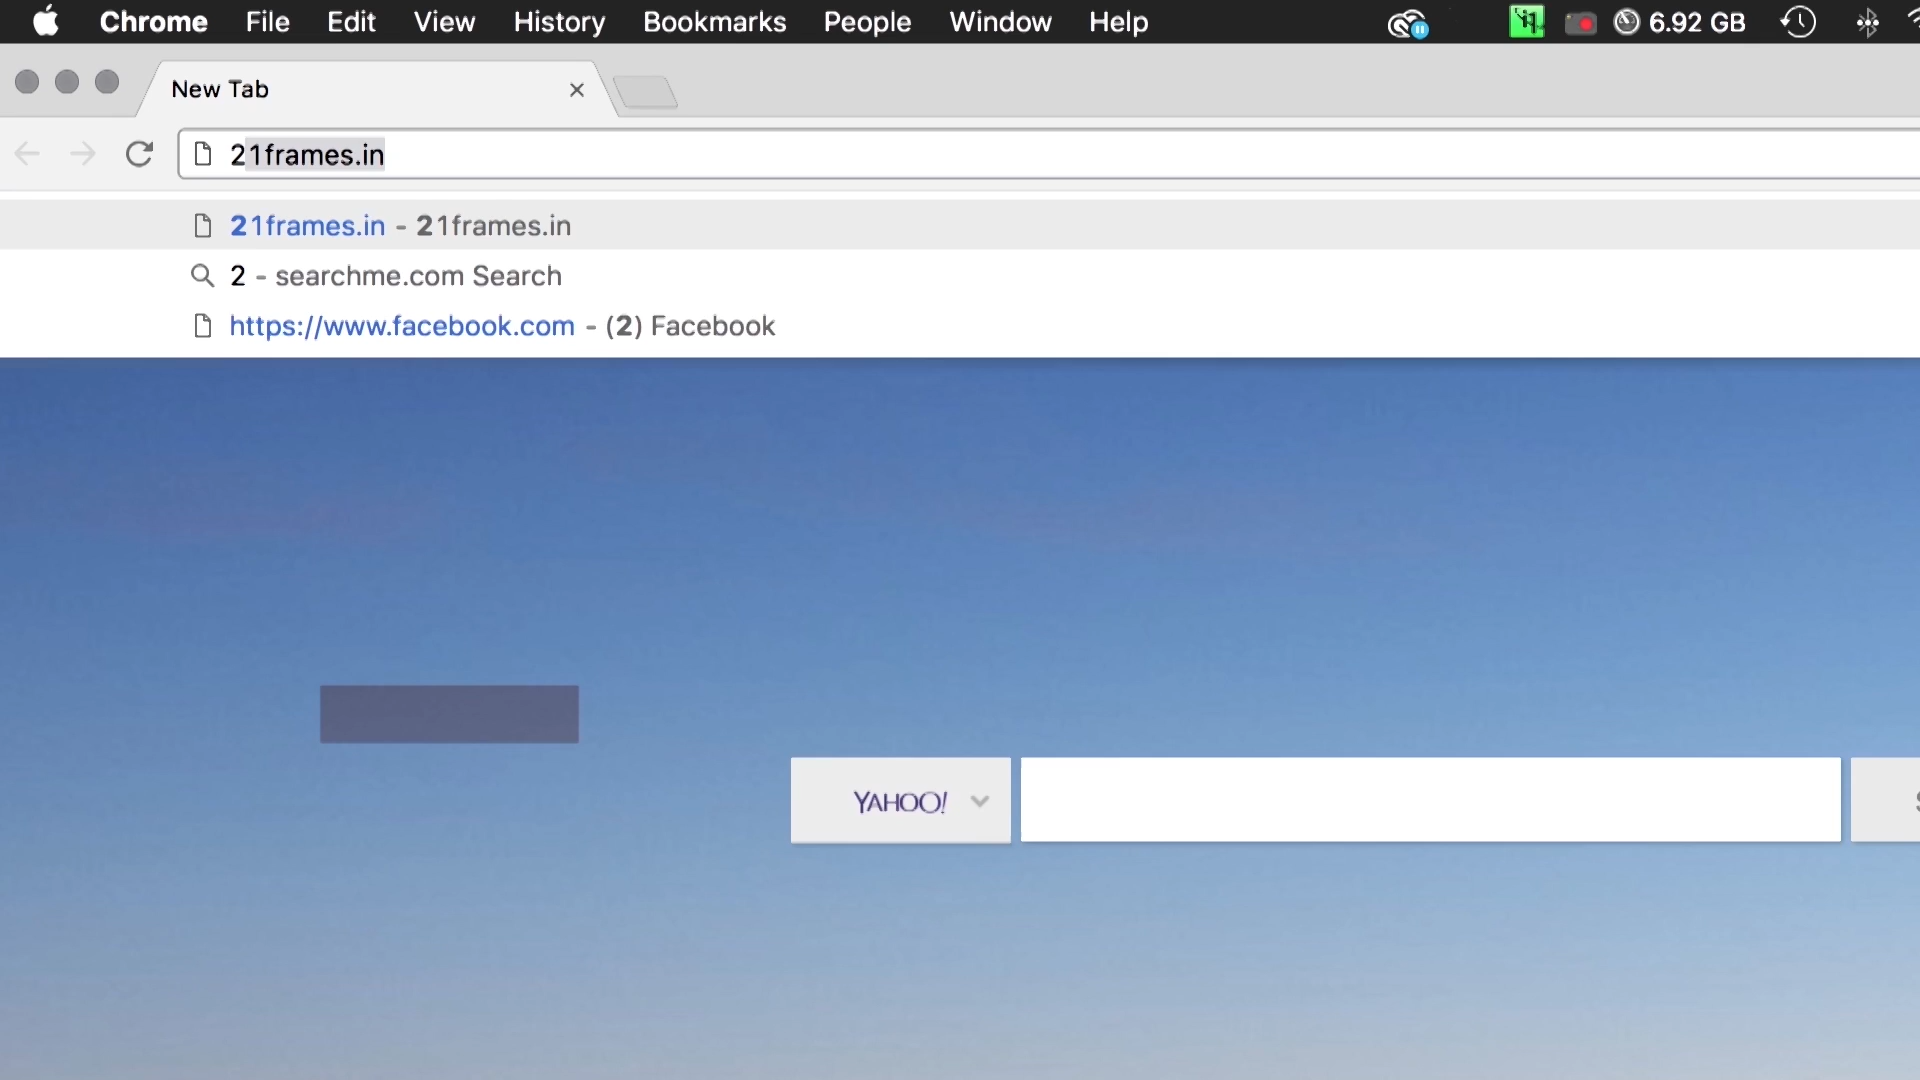 Chrome File Edit View History Bookmarks People Window Help 6.92 GB
New Tab
21frames.in
21frames.in - 21frames.in
2 - searchme.com Search
https://www.facebook.com - (2) Facebook
YAHOO!